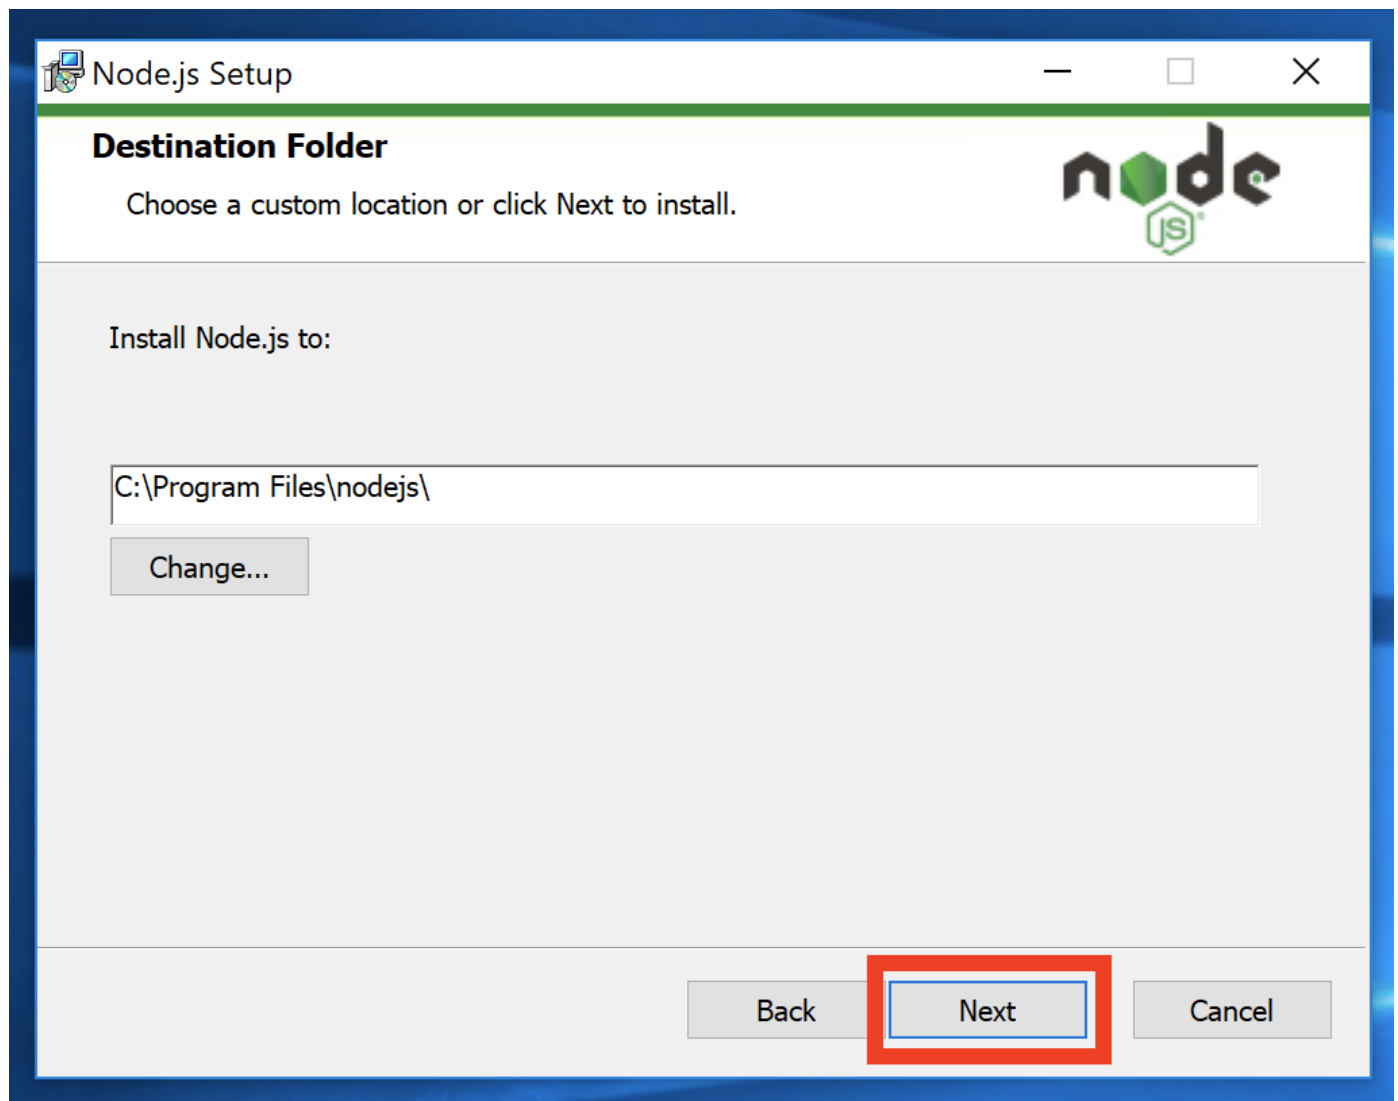 Node.js Setup
Destination Folder
Choose a custom location or click Next to install.
node
JS
®
Install Node.js to:
C:\Program Files\nodejs\
Change...
Back
Next
Cancel